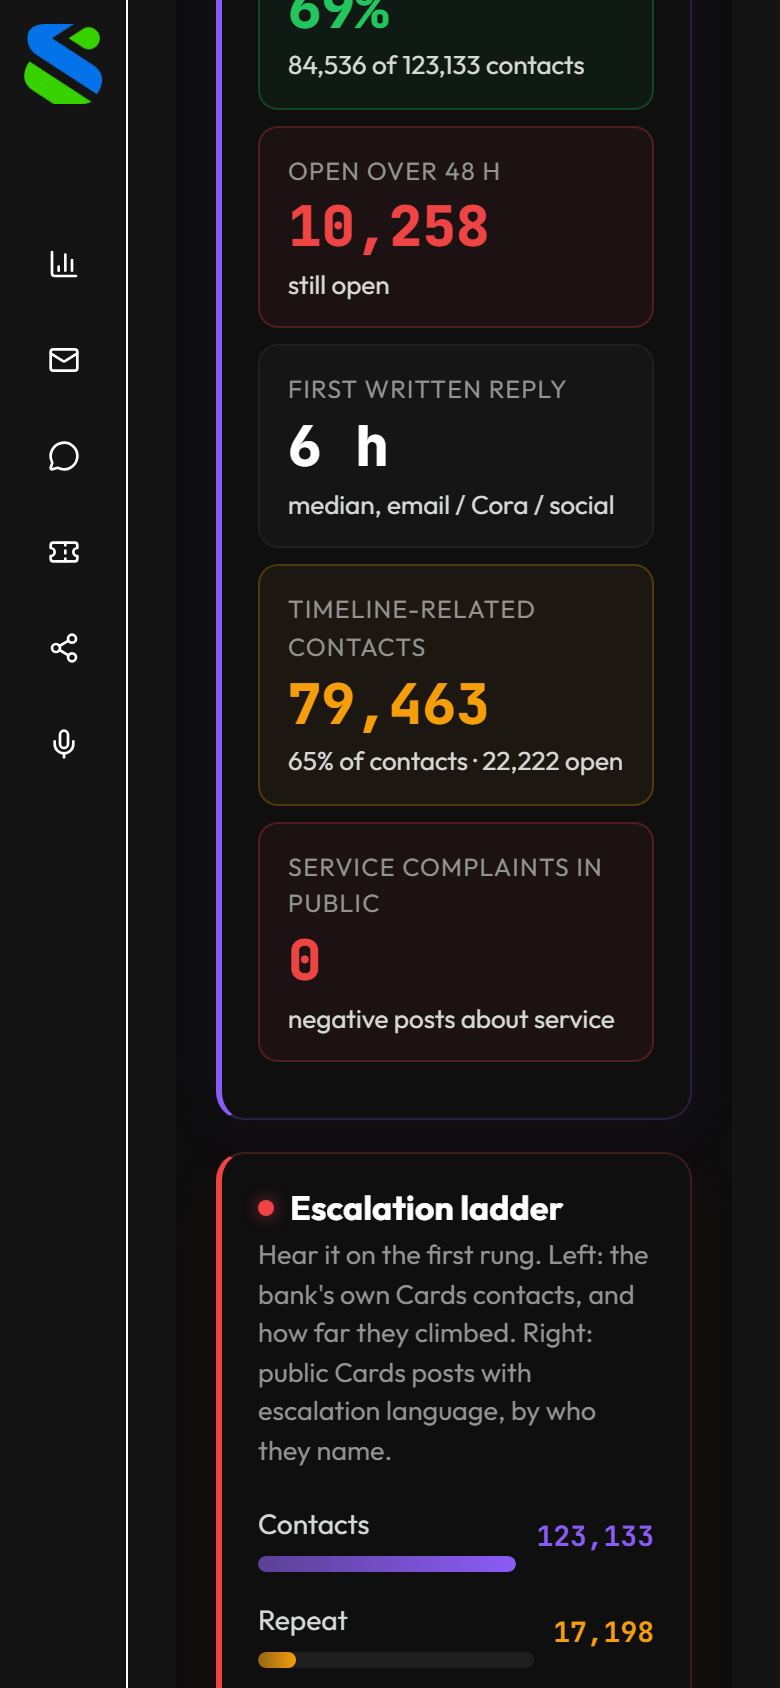 69%
84,536 of 123,133 contacts
OPEN OVER 48 H
10,258
still open
FIRST WRITTEN REPLY
6 h
median, email / Cora / social
TIMELINE-RELATED
CONTACTS
79,463
65% of contacts · 22,222 open
SERVICE COMPLAINTS IN
PUBLIC
0
negative posts about service
Escalation ladder
Hear it on the first rung. Left: the
bank's own Cards contacts, and
how far they climbed. Right:
public Cards posts with
escalation language, by who
they name.
Contacts
123,133
Repeat
17,198